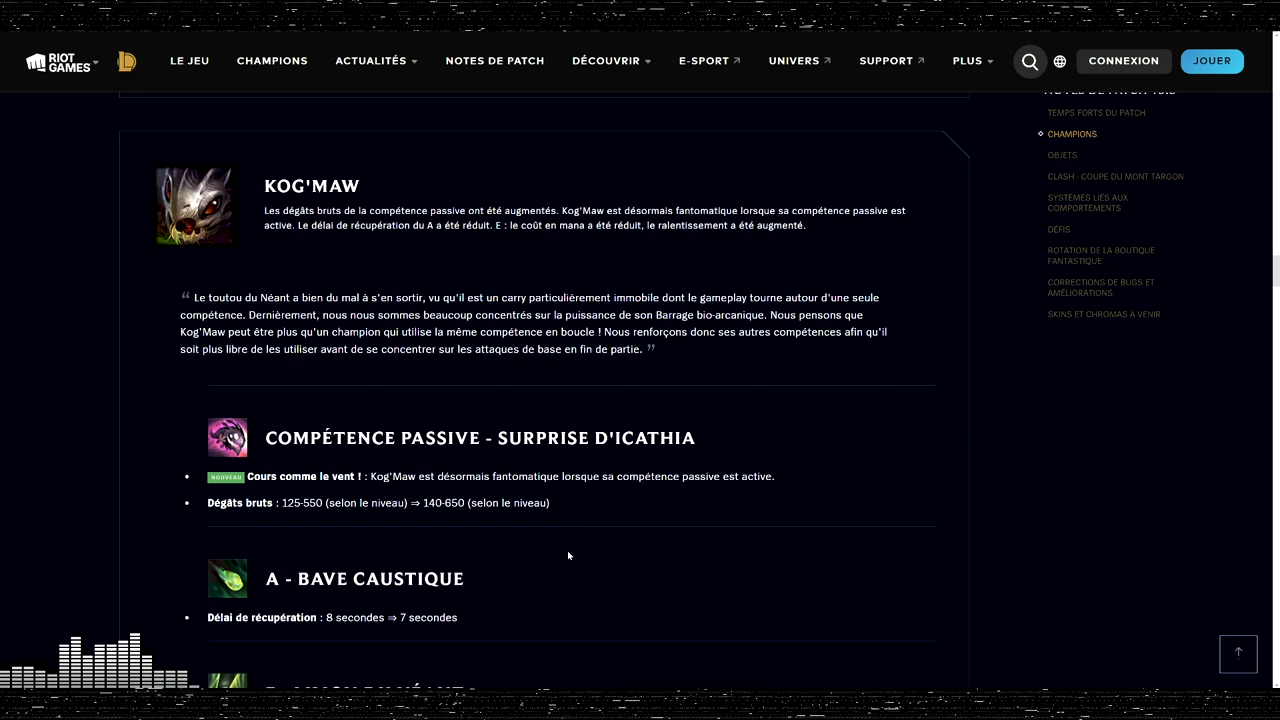 RIOT GAMES
LE JEU
CHAMPIONS
ACTUALITÉS
NOTES DE PATCH
DÉCOUVRIR
E-SPORT
UNIVERS
SUPPORT
PLUS
CONNEXION
JOUER
TEMPS FORTS DU PATCH
CHAMPIONS
OBJETS
CLASH - COUPE DU MONT TARGON
SYSTÈMES LIÉS AUX
COMPORTEMENTS
DÉFIS
ROTATION DE LA BOUTIQUE
FANTASTIQUE
CORRECTIONS DE BUGS ET
AMÉLIORATIONS
SKINS ET CHROMAS À VENIR
KOG'MAW
Les dégâts bruts de la compétence passive ont été augmentés. Kog'Maw est désormais fantomatique lorsque sa compétence passive est
active. Le délai de récupération du A a été réduit. E : le coût en mana a été réduit, le ralentissement a été augmenté.
“ Le toutou du Néant a bien du mal à s'en sortir, vu qu'il est un carry particulièrement immobile dont le gameplay tourne autour d'une seule
compétence. Dernièrement, nous nous sommes beaucoup concentrés sur la puissance de son Barrage bio-arcanique. Nous pensons que
Kog'Maw peut être plus qu'un champion qui utilise la même compétence en boucle ! Nous renforçons donc ses autres compétences afin qu'il
soit plus libre de les utiliser avant de se concentrer sur les attaques de base en fin de partie. ”
COMPÉTENCE PASSIVE - SURPRISE D'ICATHIA
• NOUVEAU Cours comme le vent ! : Kog'Maw est désormais fantomatique lorsque sa compétence passive est active.
• Dégâts bruts : 125-550 (selon le niveau) ⇒ 140-650 (selon le niveau)
A - BAVE CAUSTIQUE
• Délai de récupération : 8 secondes ⇒ 7 secondes